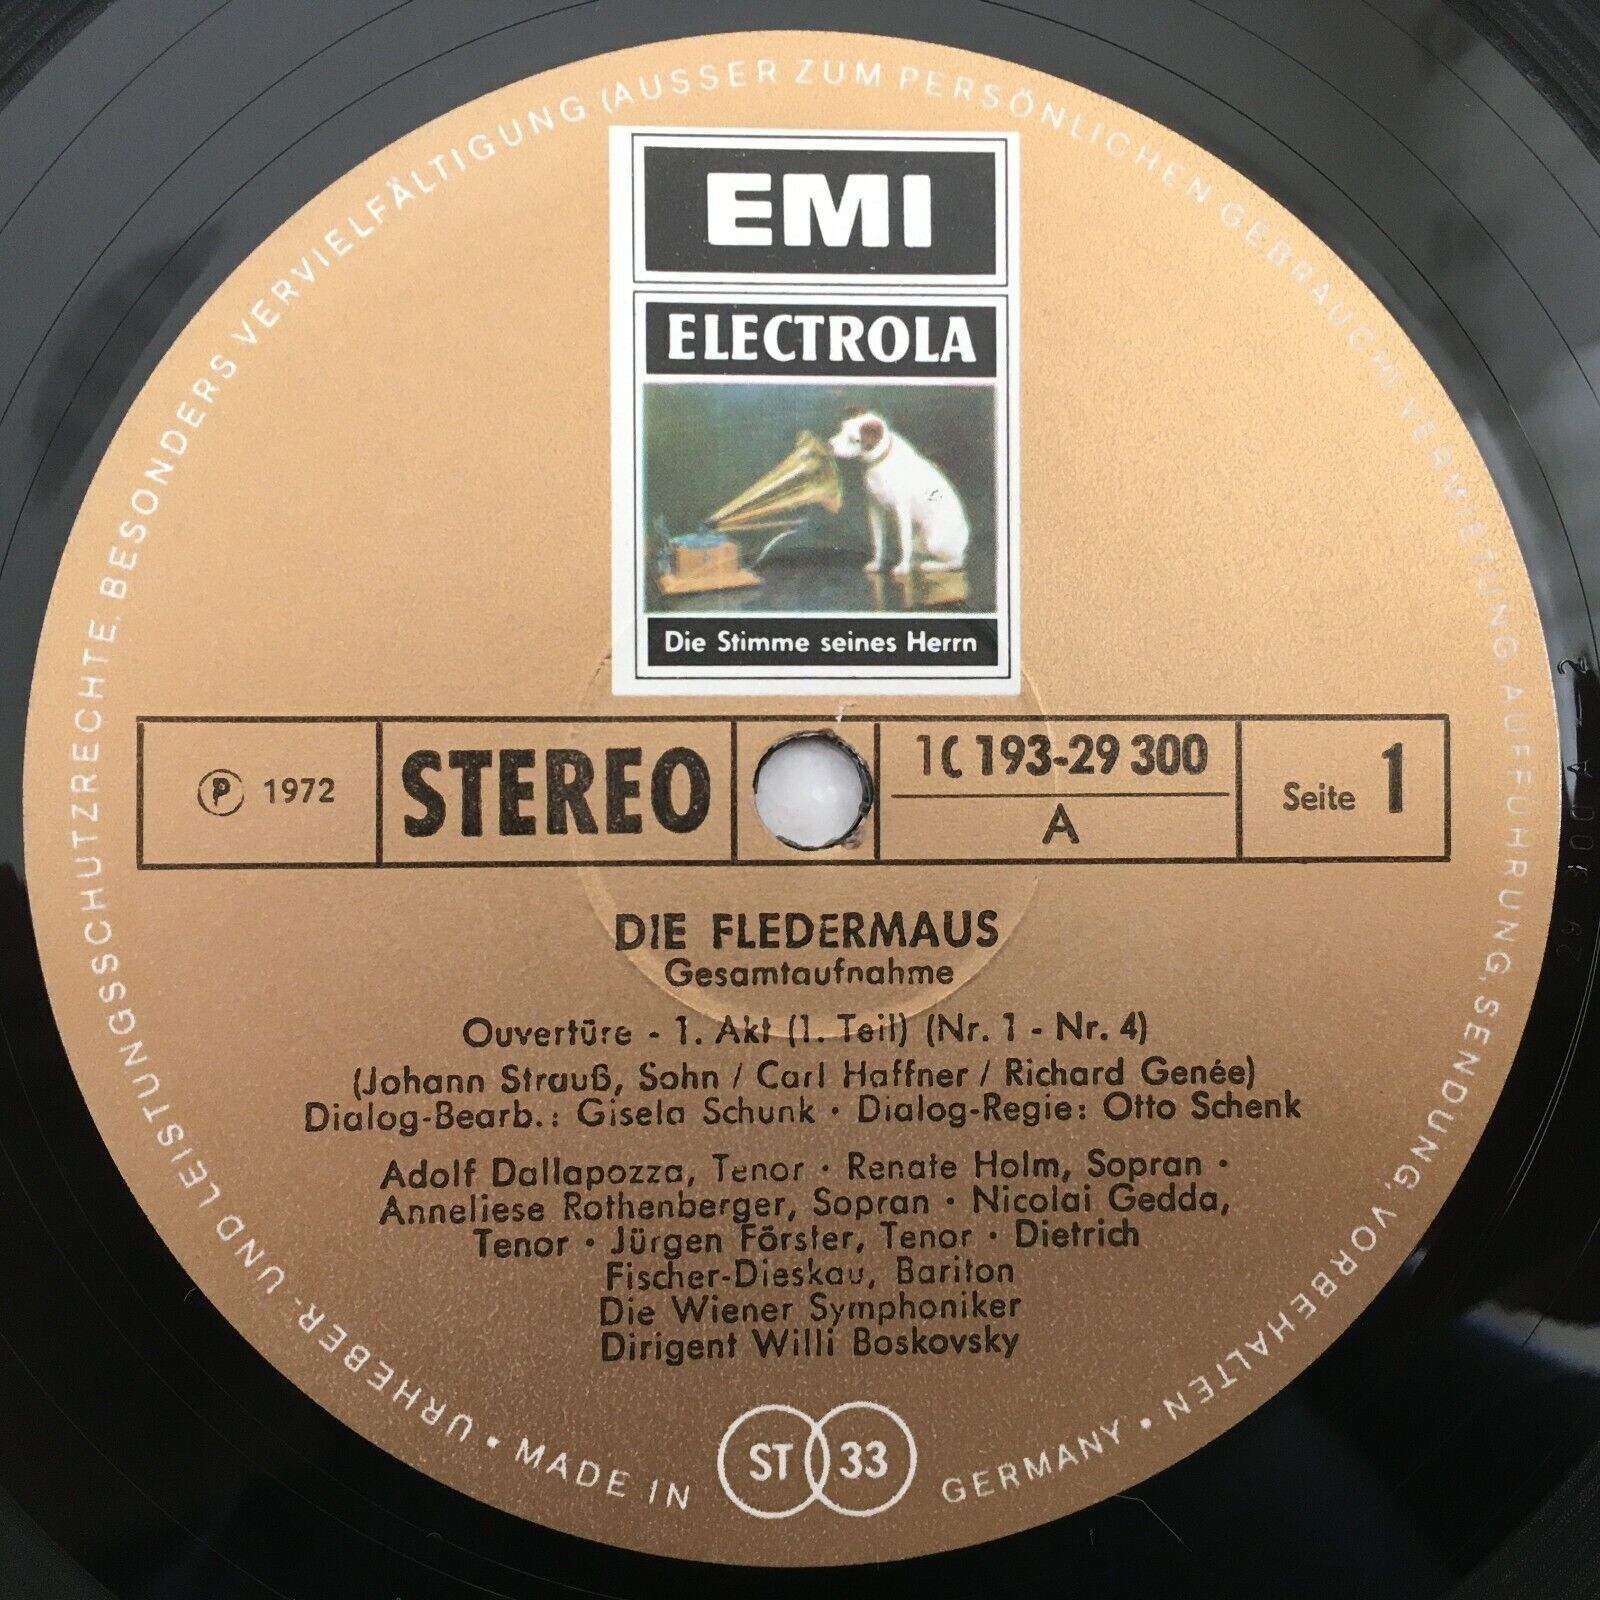 URHEBER- UND LEISTUNGSSCHUTZRECHTE, BESONDERS VERVIELFÄLTIGUNG (AUSSER ZUM PERSÖNLICHEN GEBRAUCH), VERMIETUNG, AUFFÜHRUNG, SENDUNG, VORBEHALTEN •
EMI
ELECTROLA
Die Stimme seines Herrn
Ⓟ 1972
STEREO
1C 193-29 300
A
Seite 1
DIE FLEDERMAUS
Gesamtaufnahme
Ouvertüre - 1. Akt (1. Teil) (Nr. 1 - Nr. 4)
(Johann Strauß, Sohn / Carl Haffner / Richard Genée)
Dialog-Bearb.: Gisela Schunk · Dialog-Regie: Otto Schenk
Adolf Dallapozza, Tenor · Renate Holm, Sopran ·
Anneliese Rothenberger, Sopran · Nicolai Gedda,
Tenor · Jürgen Förster, Tenor · Dietrich
Fischer-Dieskau, Bariton
Die Wiener Symphoniker
Dirigent Willi Boskovsky
• MADE IN GERMANY
ST 33